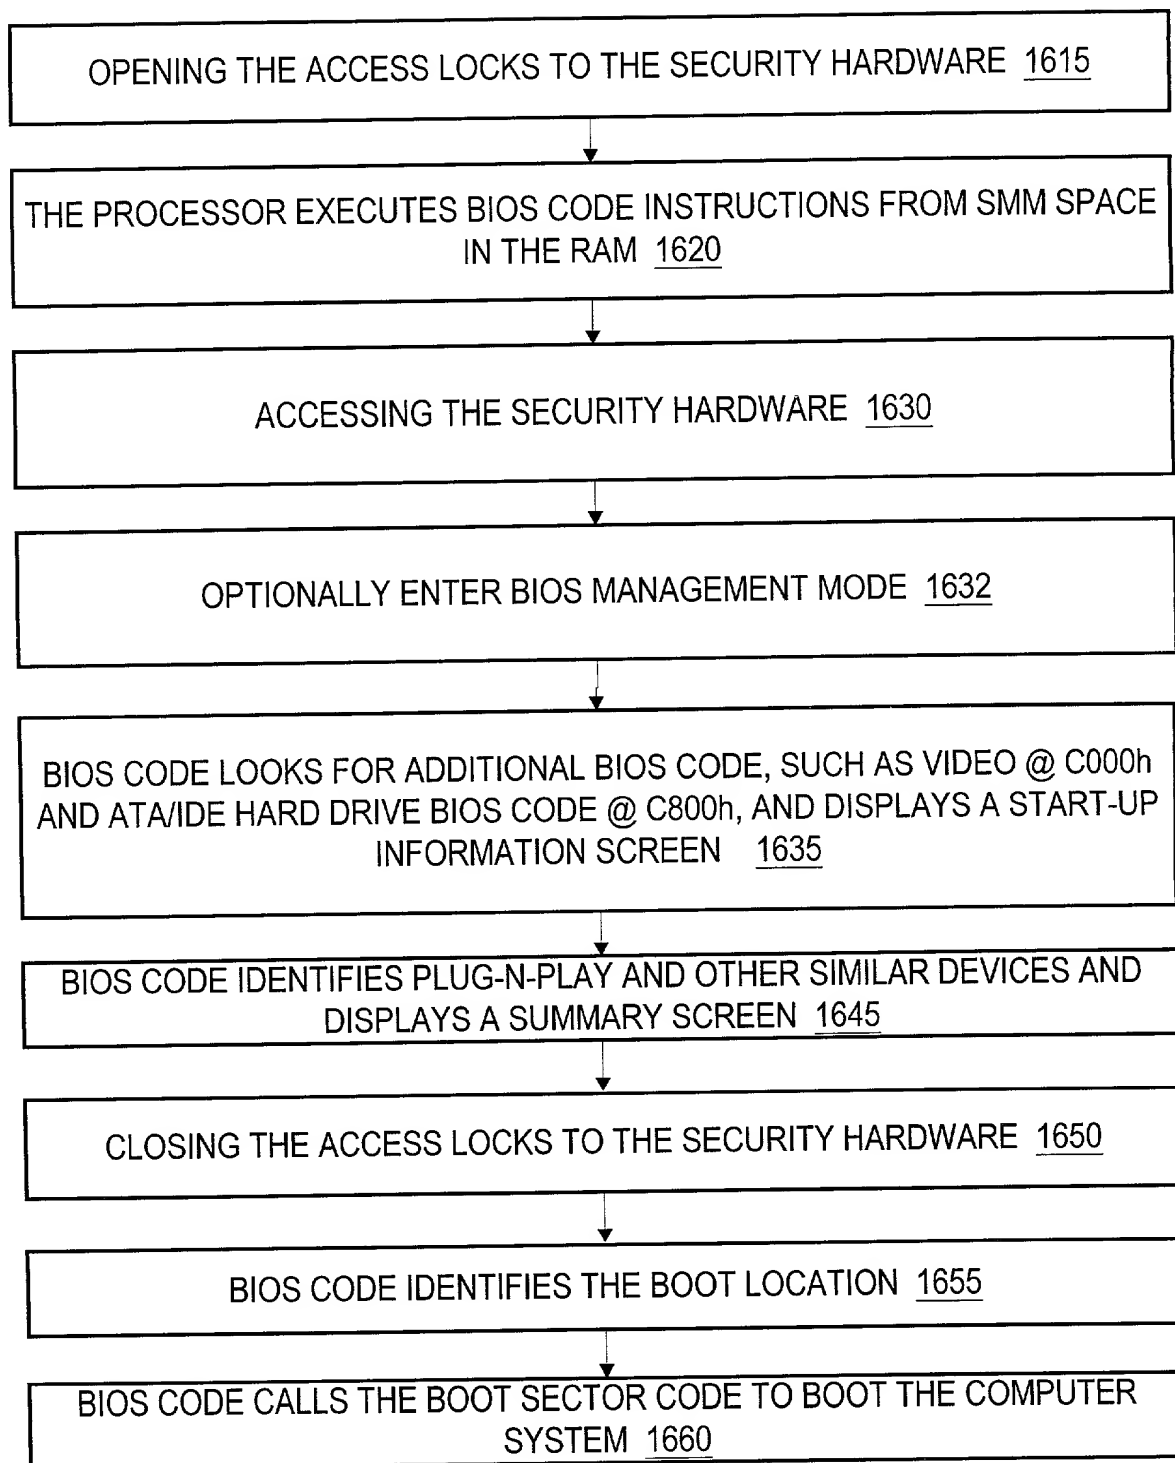 OPENING THE ACCESS LOCKS TO THE SECURITY HARDWARE 1615
THE PROCESSOR EXECUTES BIOS CODE INSTRUCTIONS FROM SMM SPACE
IN THE RAM 1620
ACCESSING THE SECURITY HARDWARE 1630
OPTIONALLY ENTER BIOS MANAGEMENT MODE 1632
BIOS CODE LOOKS FOR ADDITIONAL BIOS CODE, SUCH AS VIDEO @ C000h
AND ATA/IDE HARD DRIVE BIOS CODE @ C800h, AND DISPLAYS A START-UP
INFORMATION SCREEN 1635
BIOS CODE IDENTIFIES PLUG-N-PLAY AND OTHER SIMILAR DEVICES AND
DISPLAYS A SUMMARY SCREEN 1645
CLOSING THE ACCESS LOCKS TO THE SECURITY HARDWARE 1650
BIOS CODE IDENTIFIES THE BOOT LOCATION 1655
BIOS CODE CALLS THE BOOT SECTOR CODE TO BOOT THE COMPUTER
SYSTEM 1660